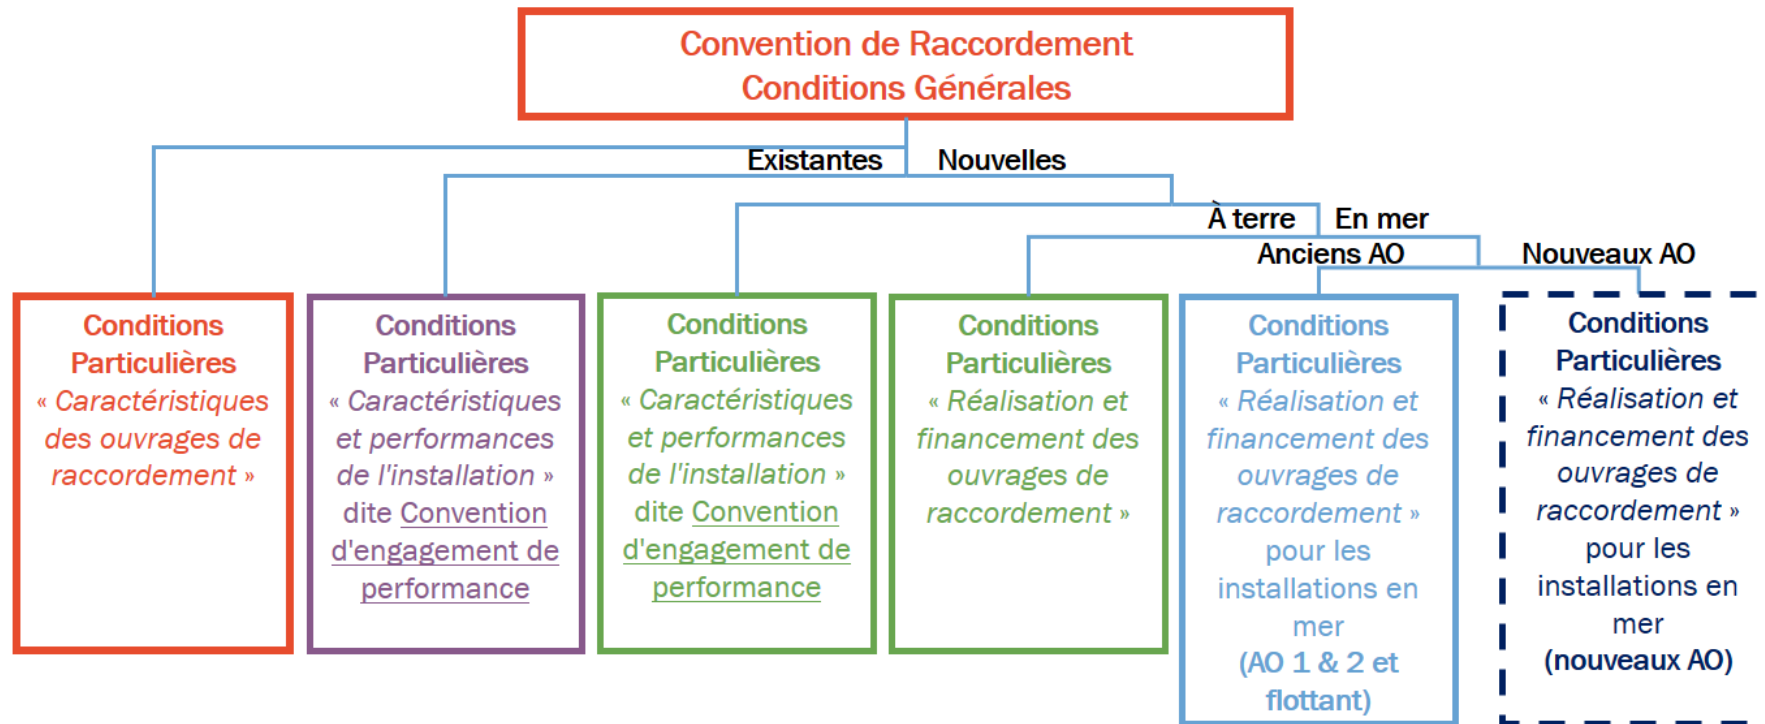 Convention de Raccordement
Conditions Générales
Existantes
Nouvelles
À terre
En mer
Anciens AO
Nouveaux AO
Conditions
Particulières
« Caractéristiques
des ouvrages de
raccordement »
Conditions
Particulières
« Caractéristiques
et performances
de l'installation »
dite Convention
d'engagement de
performance
Conditions
Particulières
« Caractéristiques
et performances
de l'installation »
dite Convention
d'engagement de
performance
Conditions
Particulières
« Réalisation et
financement des
ouvrages de
raccordement »
Conditions
Particulières
« Réalisation et
financement des
ouvrages de
raccordement »
pour les
installations en
mer
(AO 1 & 2 et
flottant)
Conditions
Particulières
« Réalisation et
financement des
ouvrages de
raccordement »
pour les
installations en
mer
(nouveaux AO)